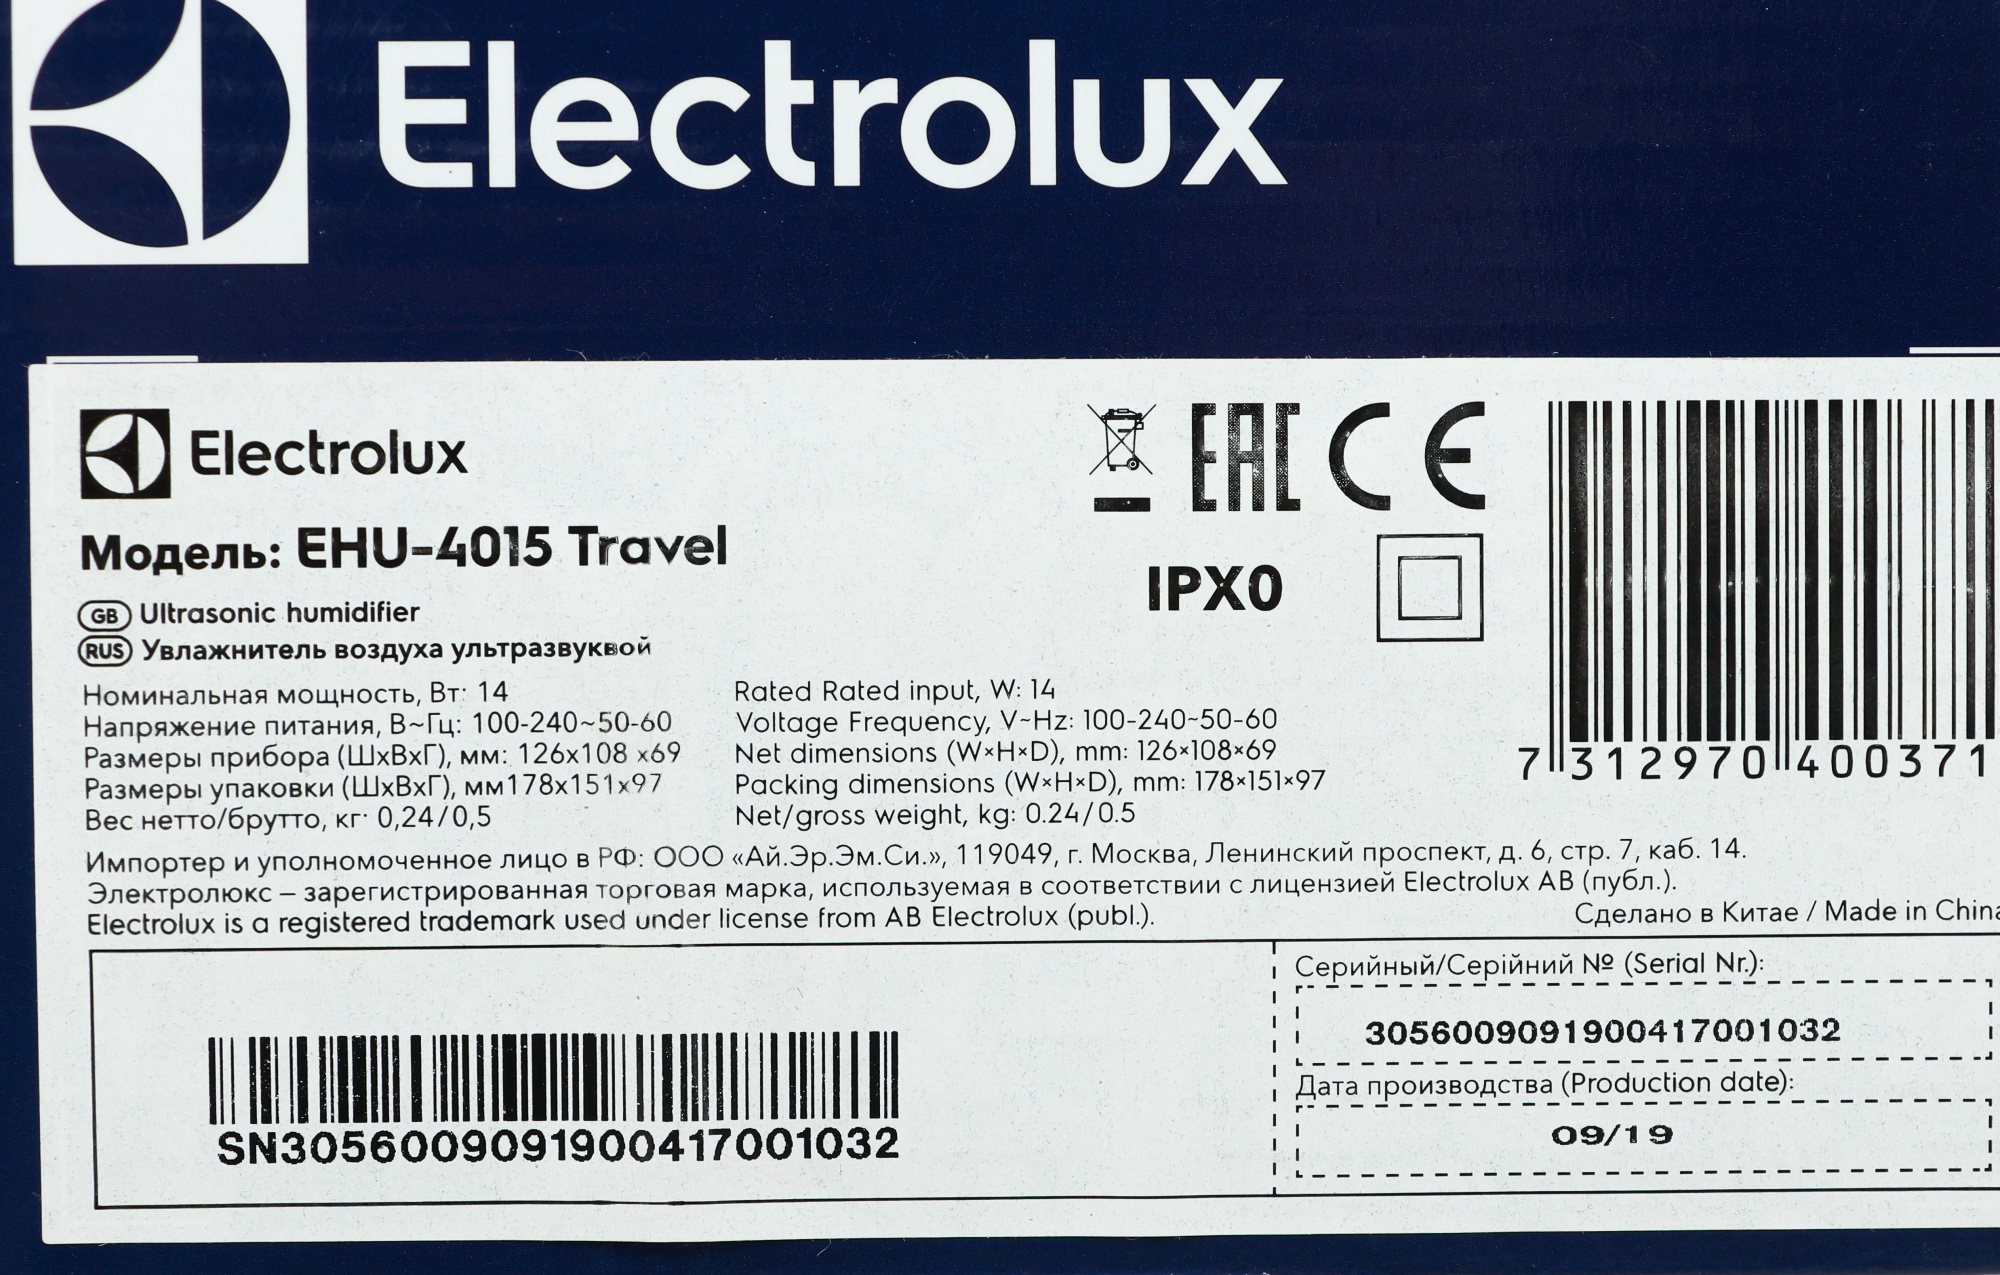 Electrolux
Electrolux
Модель: EHU-4015 Travel
GB Ultrasonic humidifier
RUS Увлажнитель воздуха ультразвуквой
EAC CE
IPX0
Номинальная мощность, Вт: 14
Напряжение питания, В~Гц: 100-240~50-60
Размеры прибора (ШхВхГ), мм: 126х108 х69
Размеры упаковки (ШхВхГ), мм178х151х97
Вес нетто/брутто, кг· 0,24/0,5
Rated Rated input, W: 14
Voltage Frequency, V~Hz: 100-240~50-60
Net dimensions (W×H×D), mm: 126×108×69
Packing dimensions (W×H×D), mm: 178×151×97
Net/gross weight, kg: 0.24/0.5
7 312970 400371
Импортер и уполномоченное лицо в РФ: ООО «Ай.Эр.Эм.Си.», 119049, г. Москва, Ленинский проспект, д. 6, стр. 7, каб. 14.
Электролюкс – зарегистрированная торговая марка, используемая в соответствии с лицензией Electrolux AB (публ.).
Electrolux is a registered trademark used under license from AB Electrolux (publ.).
Сделано в Китае / Made in China
SN3056009091900417001032
Серийный/Серійний № (Serial Nr.):
3056009091900417001032
Дата производства (Production date):
09/19